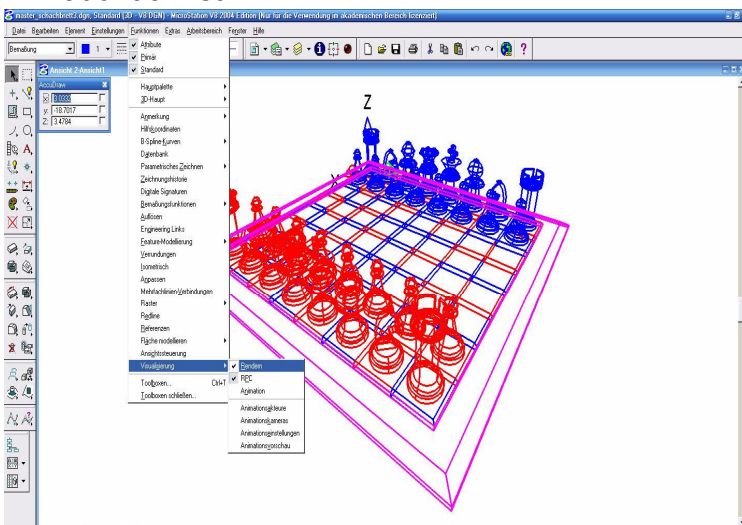 master_schachbrett3.dgn, Standard (3D - V8 DGN) - MicroStation V8 2004 Edition (Nur für die Verwendung im akademischen Bereich lizenziert)
Datei Bearbeiten Element Einstellungen Funktionen Extras Arbeitsbereich Fenster Hilfe
Bemaßung 1
Ansicht 2-Ansicht1
AccuDraw
y: -18.7017
Z: 3.4784
Attribute
Primär
Standard
Hauptpalette
3D-Haupt
Anmerkung
Hilfskoordinaten
B-Spline-Kurven
Datenbank
Parametrisches Zeichnen
Zeichnungshistorie
Digitale Signaturen
Bemaßungsfunktionen
Auflösen
Engineering Links
Feature-Modellierung
Verrundungen
Isometrisch
Anpassen
Mehrfachlinien-Verbindungen
Raster
Redline
Referenzen
Fläche modellieren
Ansichtssteuerung
Visualisierung
Toolboxen... Ctrl+T
Toolboxen schließen...
Rendern
RPC
Animation
Animationsakteure
Animationskameras
Animationseinstellungen
Animationsvorschau
Z